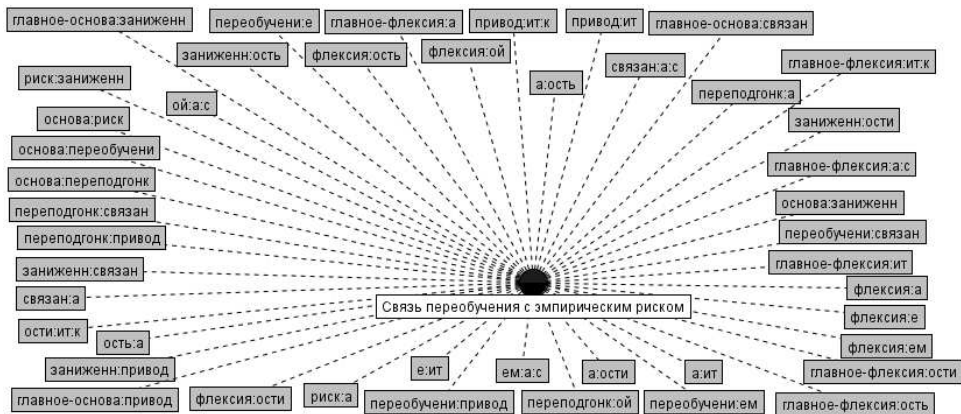 главное-основа:заниженн
переобучени:е
главное-флексия:а
привод:ит:к
привод:ит
главное-основа:связан
заниженн:ость
флексия:ость
флексия:ой
связан:а:с
главное-флексия:ит:к
риск:заниженн
ой:а:с
а:ость
переподгонк:а
основа:риск
заниженн:ости
основа:переобучени
главное-флексия:а:с
основа:переподгонк
основа:заниженн
переподгонк:связан
переобучени:связан
переподгонк:привод
главное-флексия:ит
заниженн:связан
флексия:а
связан:а
Связь переобучения с эмпирическим риском
флексия:е
ости:ит:к
ость:а
флексия:ем
заниженн:привод
е:ит
ем:а:с
а:ости
а:ит
главное-флексия:ости
главное-основа:привод
флексия:ости
риск:а
переобучени:привод
переподгонк:ой
переобучени:ем
главное-флексия:ость